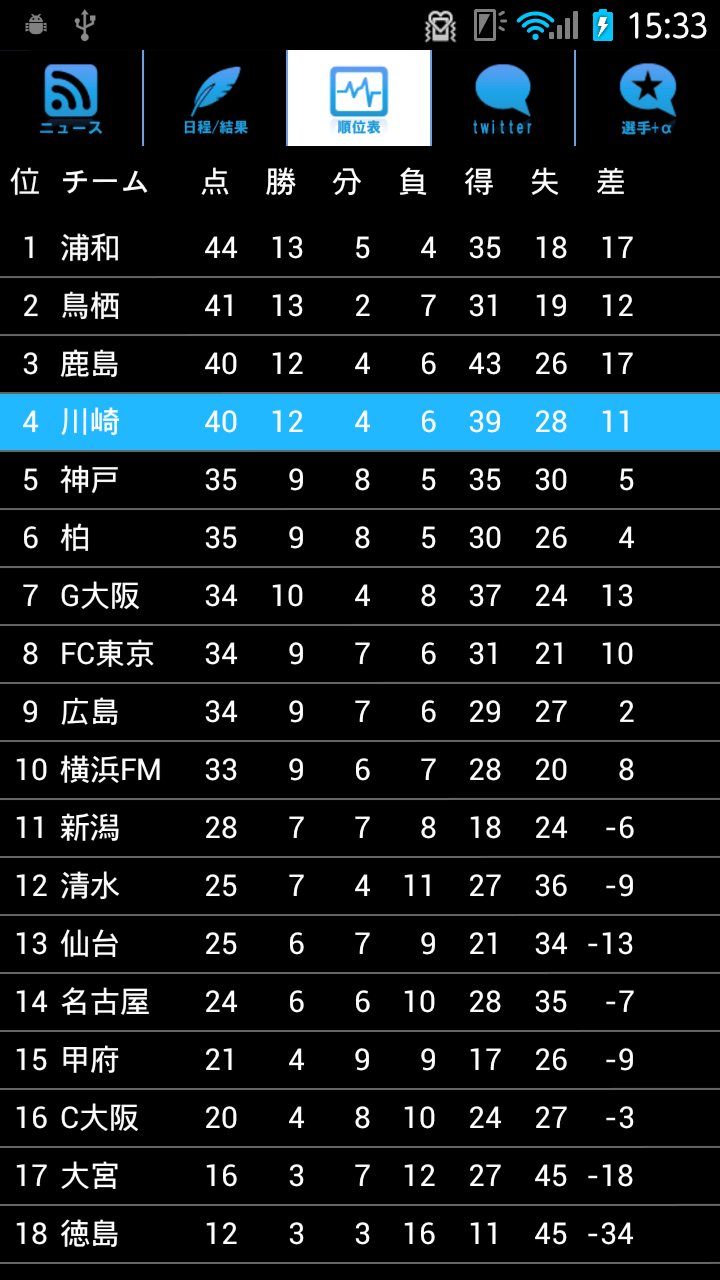 15:33
ニュース 日程/結果 順位表 twitter 選手+α
位 チーム 点 勝 分 負 得 失 差
1 浦和 44 13 5 4 35 18 17
2 鳥栖 41 13 2 7 31 19 12
3 鹿島 40 12 4 6 43 26 17
4 川崎 40 12 4 6 39 28 11
5 神戸 35 9 8 5 35 30 5
6 柏 35 9 8 5 30 26 4
7 G大阪 34 10 4 8 37 24 13
8 FC東京 34 9 7 6 31 21 10
9 広島 34 9 7 6 29 27 2
10 横浜FM 33 9 6 7 28 20 8
11 新潟 28 7 7 8 18 24 -6
12 清水 25 7 4 11 27 36 -9
13 仙台 25 6 7 9 21 34 -13
14 名古屋 24 6 6 10 28 35 -7
15 甲府 21 4 9 9 17 26 -9
16 C大阪 20 4 8 10 24 27 -3
17 大宮 16 3 7 12 27 45 -18
18 徳島 12 3 3 16 11 45 -34